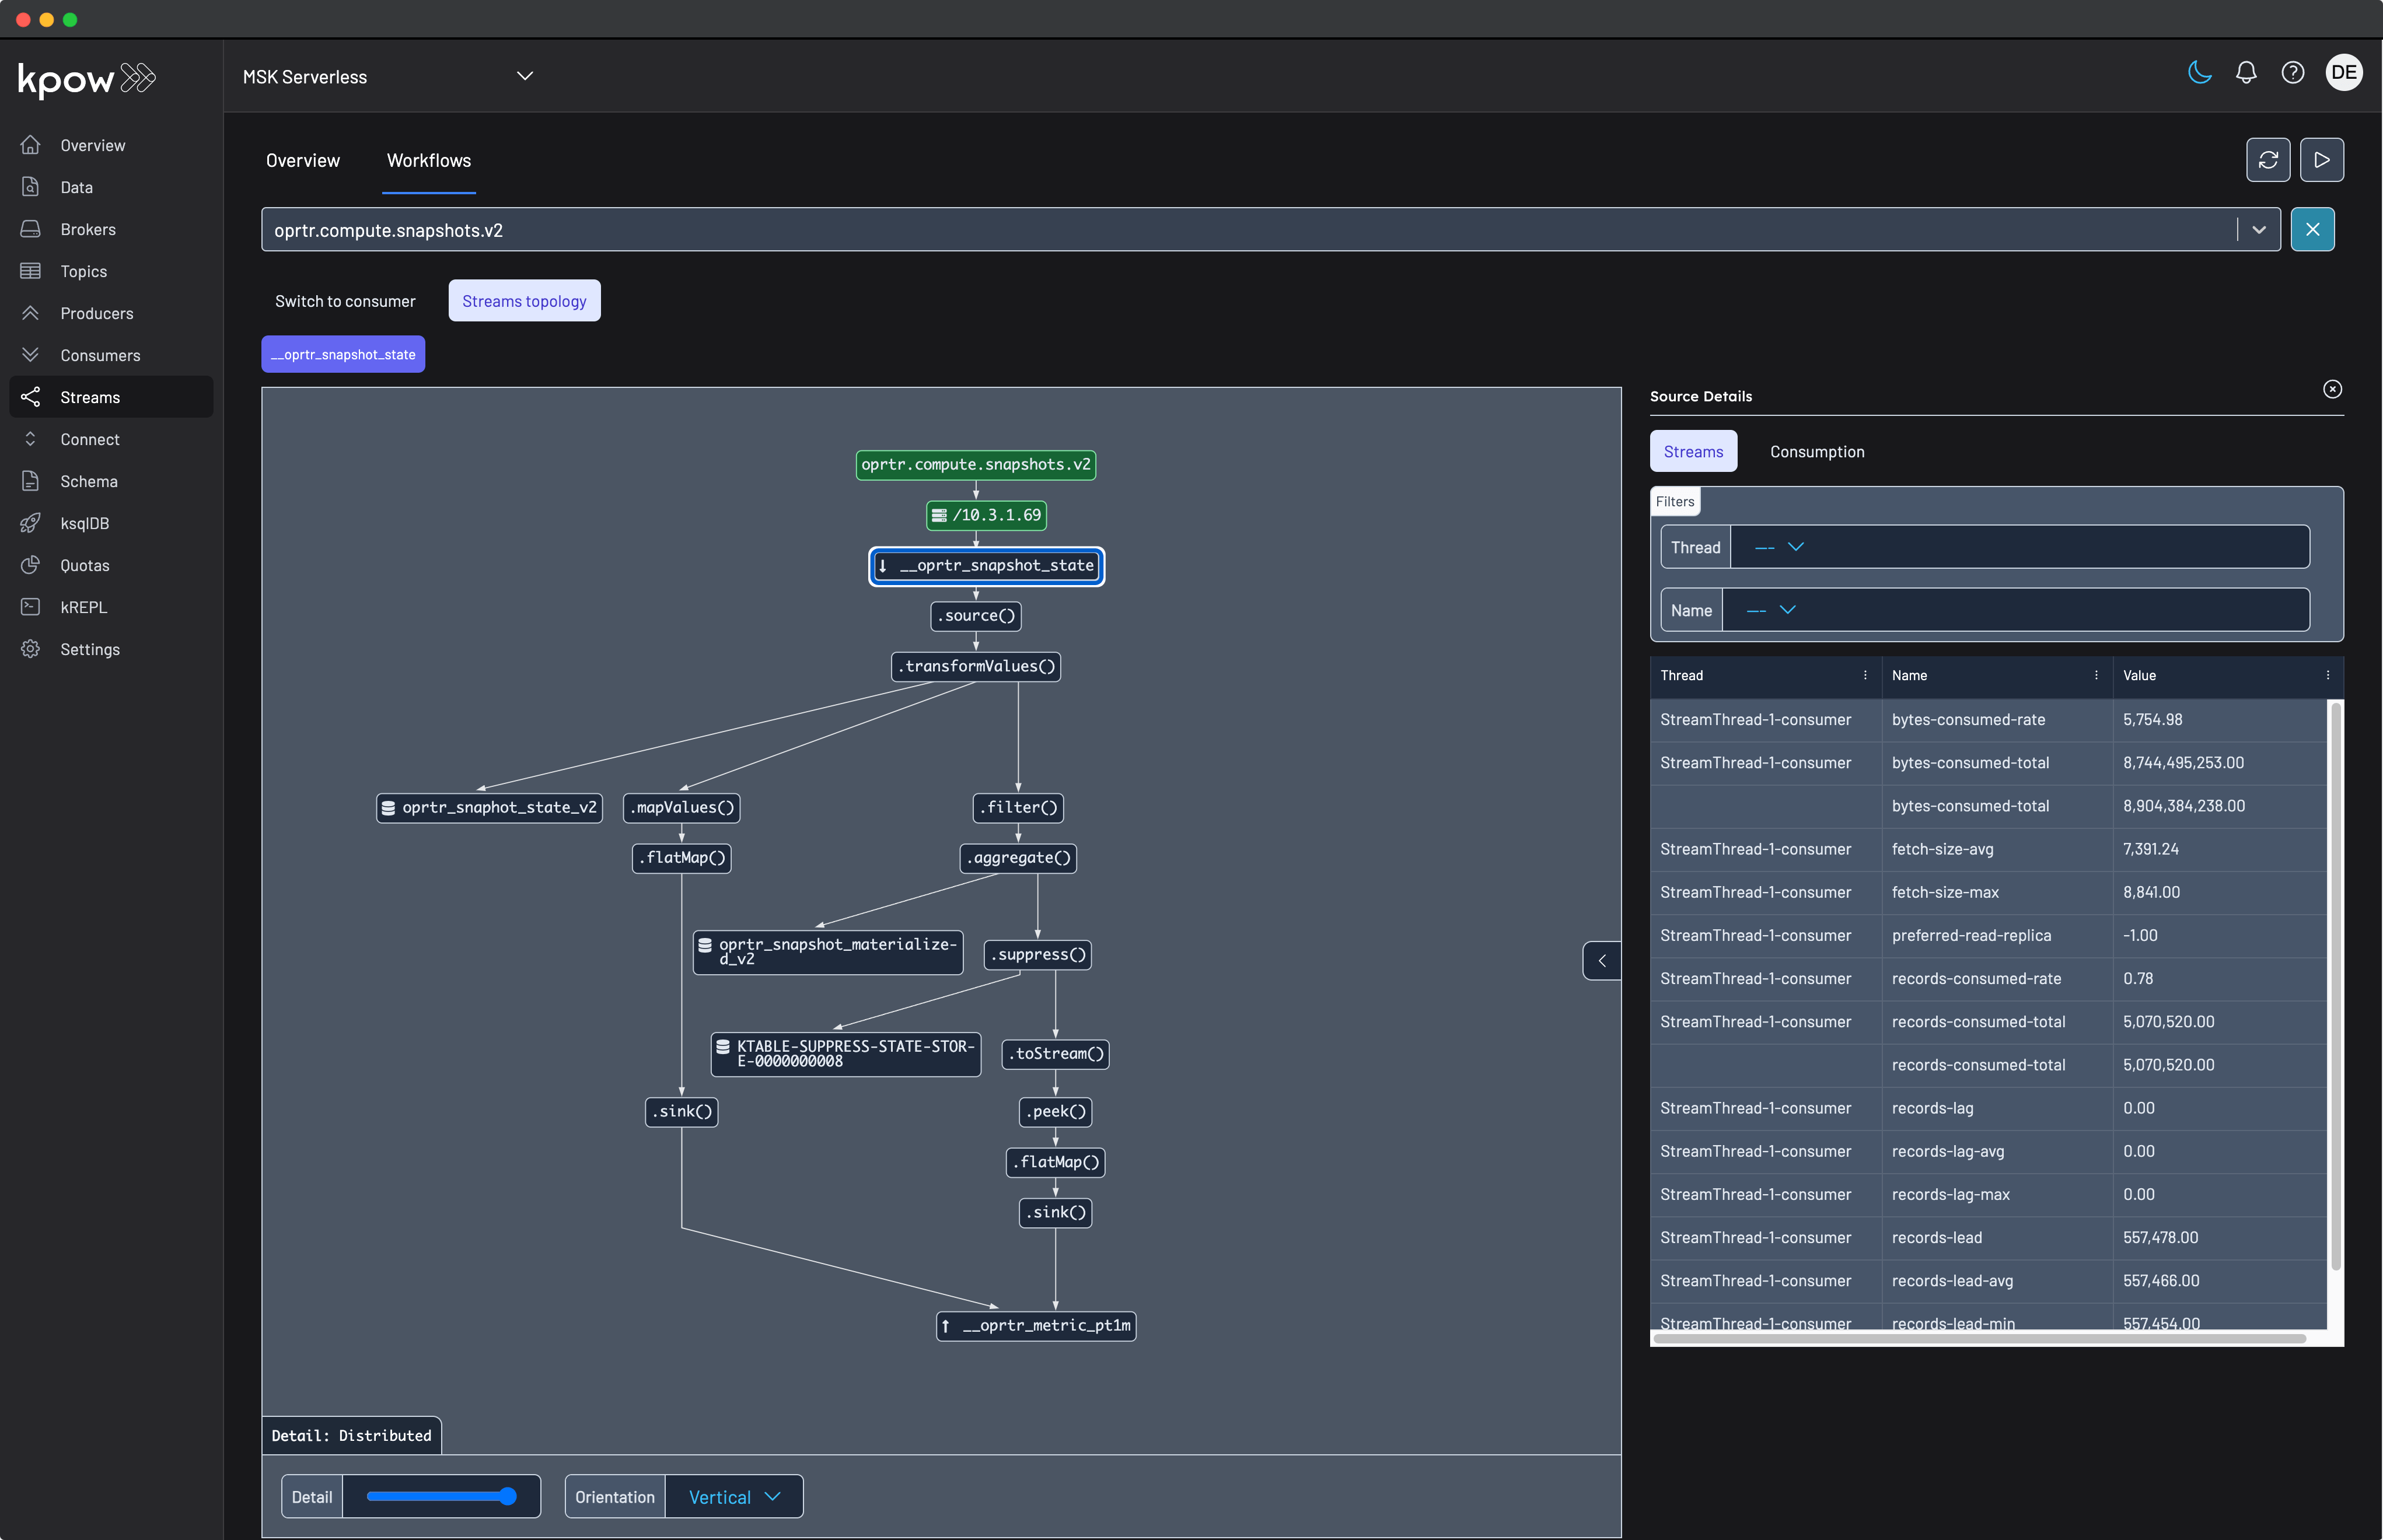 kpow
MSK Serverless
DE
Overview
Data
Brokers
Topics
Producers
Consumers
Streams
Connect
Schema
ksqlDB
Quotas
kREPL
Settings
Overview Workflows
oprtr.compute.snapshots.v2
Switch to consumer Streams topology
__oprtr_snapshot_state
oprtr.compute.snapshots.v2
/10.3.1.69
__oprtr_snapshot_state
.source()
.transformValues()
oprtr_snaphot_state_v2 .mapValues() .filter()
.flatMap() .aggregate()
oprtr_snapshot_materialize-
d_v2
.suppress()
KTABLE-SUPPRESS-STATE-STOR-
E-0000000008
.toStream()
.sink() .peek()
.flatMap()
.sink()
__oprtr_metric_pt1m
Detail: Distributed
Detail Orientation Vertical
Source Details
Streams Consumption
Filters
Thread —-
Name —-
Thread Name Value
StreamThread-1-consumer bytes-consumed-rate 5,754.98
StreamThread-1-consumer bytes-consumed-total 8,744,495,253.00
bytes-consumed-total 8,904,384,238.00
StreamThread-1-consumer fetch-size-avg 7,391.24
StreamThread-1-consumer fetch-size-max 8,841.00
StreamThread-1-consumer preferred-read-replica -1.00
StreamThread-1-consumer records-consumed-rate 0.78
StreamThread-1-consumer records-consumed-total 5,070,520.00
records-consumed-total 5,070,520.00
StreamThread-1-consumer records-lag 0.00
StreamThread-1-consumer records-lag-avg 0.00
StreamThread-1-consumer records-lag-max 0.00
StreamThread-1-consumer records-lead 557,478.00
StreamThread-1-consumer records-lead-avg 557,466.00
StreamThread-1-consumer records-lead-min 557,454.00